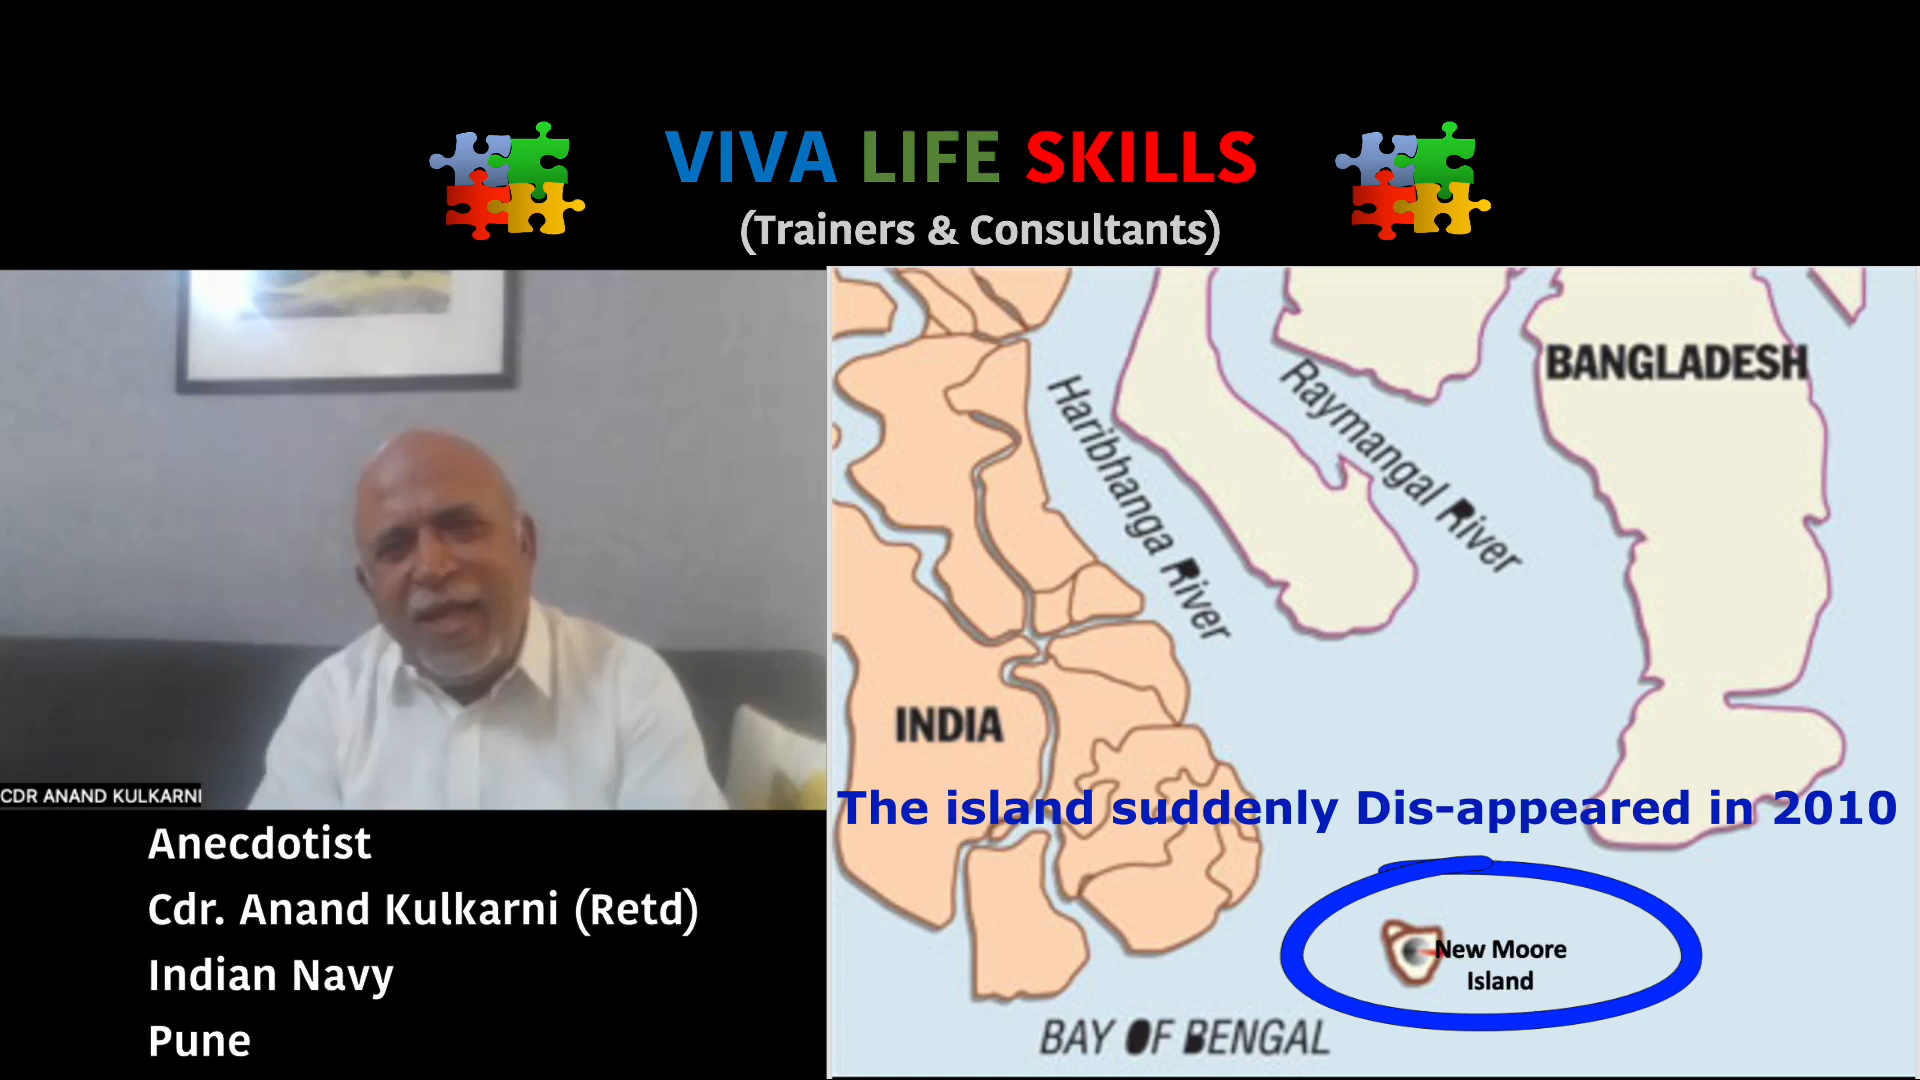 VIVA LIFE SKILLS
(Trainers & Consultants)
CDR ANAND KULKARNI
Anecdotist
Cdr. Anand Kulkarni (Retd)
Indian Navy
Pune
BANGLADESH
Haribhanga River
Raymangal River
INDIA
The island suddenly Dis-appeared in 2010
New Moore
Island
BAY OF BENGAL